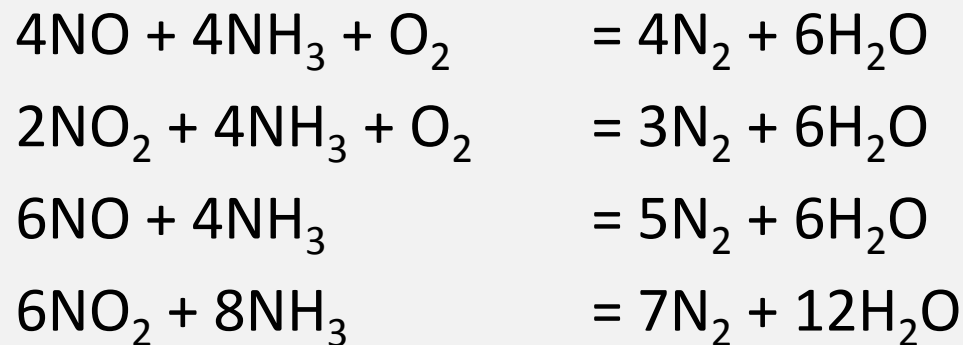 4NO + 4NH₃ + O₂ = 4N₂ + 6H₂O
2NO₂ + 4NH₃ + O₂ = 3N₂ + 6H₂O
6NO + 4NH₃ = 5N₂ + 6H₂O
6NO₂ + 8NH₃ = 7N₂ + 12H₂O